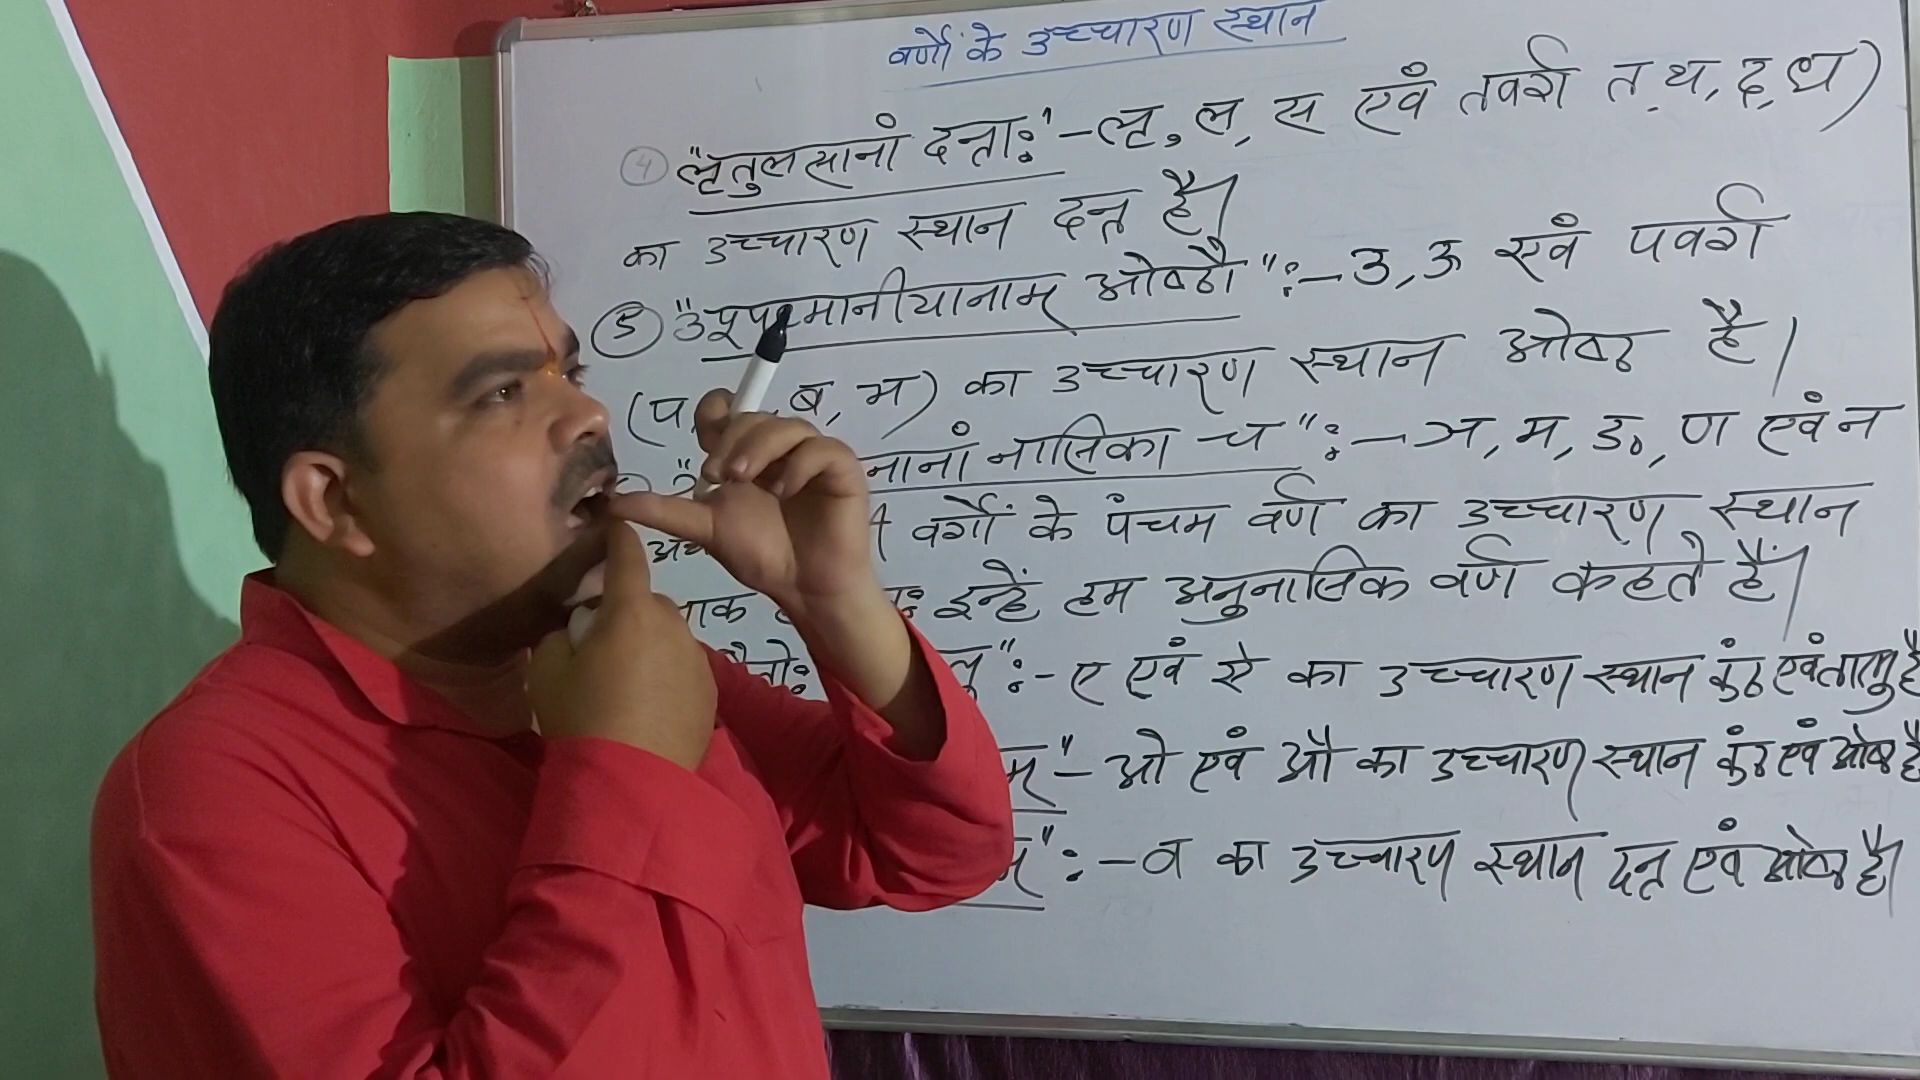 वर्णों के उच्चारण स्थान
④ "लृतुलसानां दन्ताः" - लृ, ल, स एवं तवर्ग त, थ, द, ध)
का उच्चारण स्थान दन्त है।
⑤ "उपूपध्मानीयानाम् ओष्ठौ" :- उ, ऊ एवं पवर्ग
(प, ब, भ) का उच्चारण स्थान ओष्ठ है।
नानां नासिका च" :- ञ, म, ङ, ण एवं न
वर्गों के पंचम वर्ण का उच्चारण स्थान
नाक इन्हें हम अनुनासिक वर्ण कहते हैं।
:- ए एवं ऐ का उच्चारण स्थान कंठ एवं तालु है
म्" - ओ एवं औ का उच्चारण स्थान कंठ एवं ओष्ठ है
म्" :- व का उच्चारण स्थान दन्त एवं ओष्ठ है।